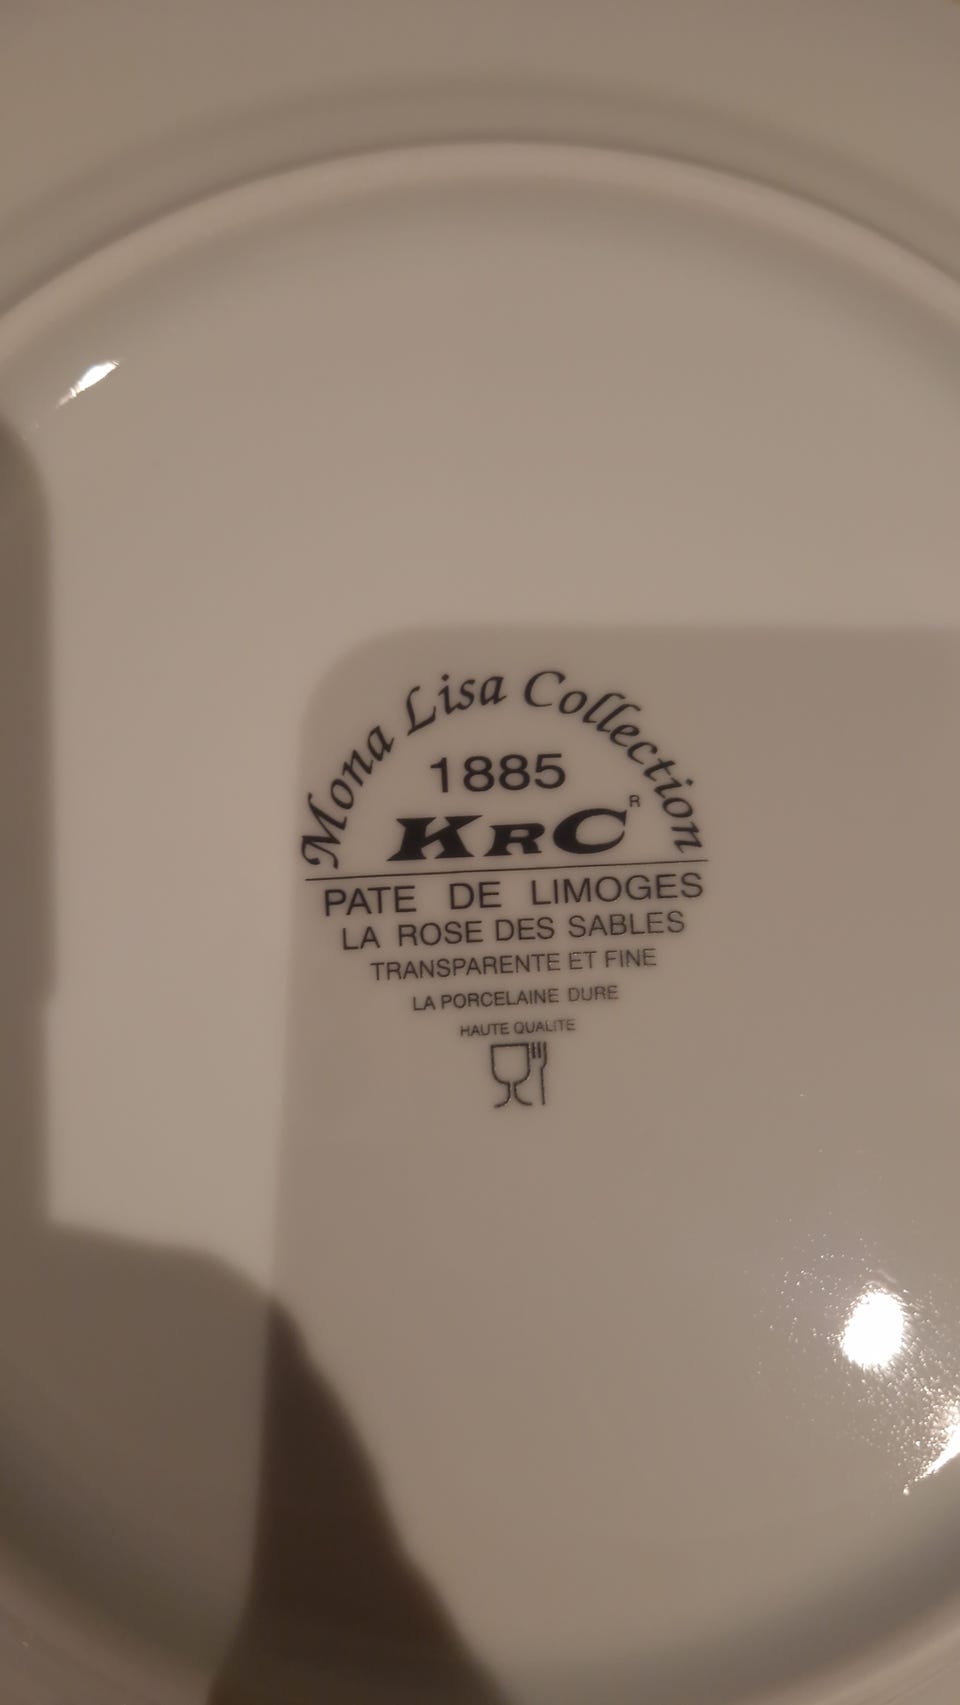 Mona Lisa Collection
1885
KRC R
PATE DE LIMOGES
LA ROSE DES SABLES
TRANSPARENTE ET FINE
LA PORCELAINE DURE
HAUTE QUALITE